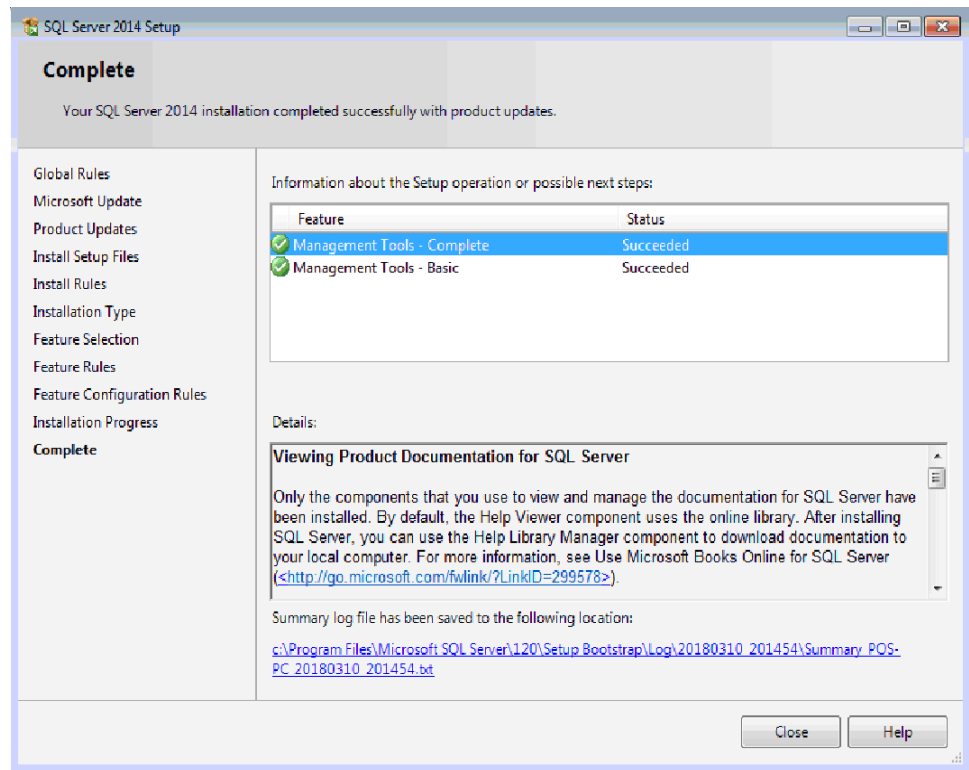 SQL Server 2014 Setup
Complete
Your SQL Server 2014 installation completed successfully with product updates.
Global Rules
Microsoft Update
Product Updates
Install Setup Files
Install Rules
Installation Type
Feature Selection
Feature Rules
Feature Configuration Rules
Installation Progress
Complete
Information about the Setup operation or possible next steps:
Feature Status
Management Tools - Complete Succeeded
Management Tools - Basic Succeeded
Details:
Viewing Product Documentation for SQL Server
Only the components that you use to view and manage the documentation for SQL Server have
been installed. By default, the Help Viewer component uses the online library. After installing
SQL Server, you can use the Help Library Manager component to download documentation to
your local computer. For more information, see Use Microsoft Books Online for SQL Server
(<http://go.microsoft.com/fwlink/?LinkID=299578>).
Summary log file has been saved to the following location:
c:\Program Files\Microsoft SQL Server\120\Setup Bootstrap\Log\20180310_201454\Summary_POS-
PC_20180310_201454.txt
Close Help